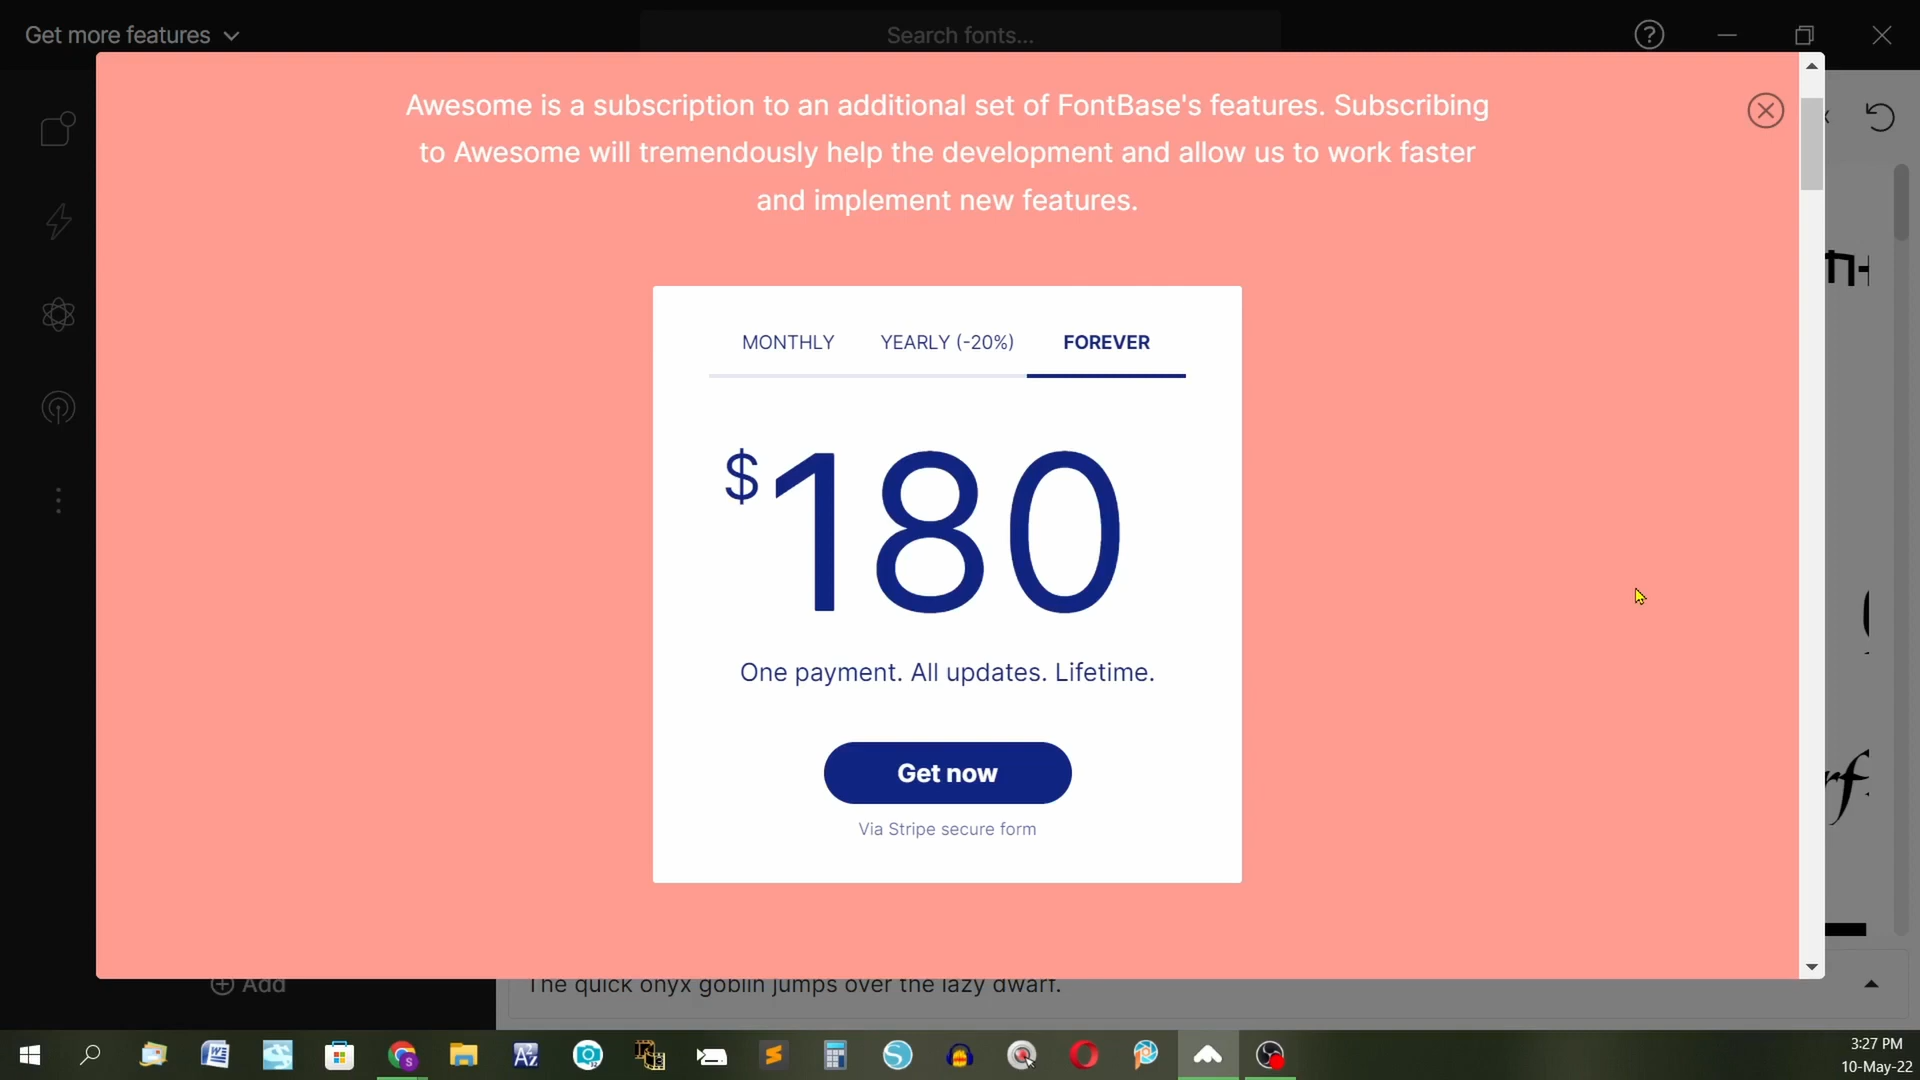 Get more features
Search fonts...
Awesome is a subscription to an additional set of FontBase's features. Subscribing
to Awesome will tremendously help the development and allow us to work faster
and implement new features.
MONTHLY YEARLY (-20%) FOREVER
$180
One payment. All updates. Lifetime.
Get now
Via Stripe secure form
Add
The quick onyx goblin jumps over the lazy dwarf.
3:27 PM
10-May-22